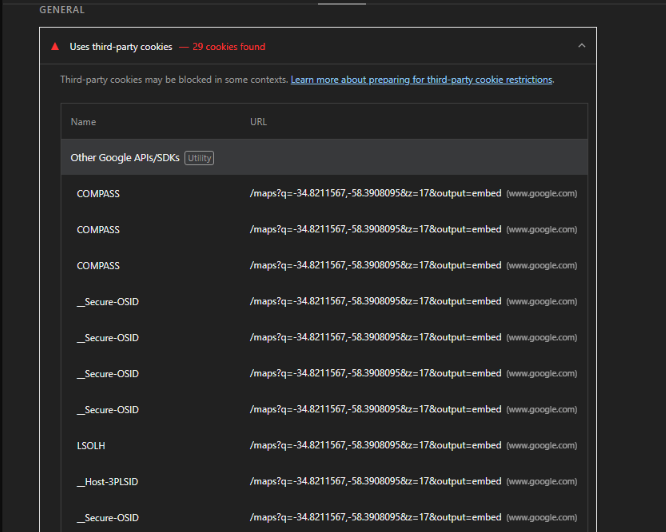 GENERAL
Uses third-party cookies — 29 cookies found
Third-party cookies may be blocked in some contexts. Learn more about preparing for third-party cookie restrictions.
Name URL
Other Google APIs/SDKs Utility
COMPASS /maps?q=-34.8211567,-58.3908095&z=17&output=embed (www.google.com)
COMPASS /maps?q=-34.8211567,-58.3908095&z=17&output=embed (www.google.com)
COMPASS /maps?q=-34.8211567,-58.3908095&z=17&output=embed (www.google.com)
__Secure-OSID /maps?q=-34.8211567,-58.3908095&z=17&output=embed (www.google.com)
__Secure-OSID /maps?q=-34.8211567,-58.3908095&z=17&output=embed (www.google.com)
__Secure-OSID /maps?q=-34.8211567,-58.3908095&z=17&output=embed (www.google.com)
__Secure-OSID /maps?q=-34.8211567,-58.3908095&z=17&output=embed (www.google.com)
LSOLH /maps?q=-34.8211567,-58.3908095&z=17&output=embed (www.google.com)
__Host-3PLSID /maps?q=-34.8211567,-58.3908095&z=17&output=embed (www.google.com)
__Secure-OSID /maps?q=-34.8211567,-58.3908095&z=17&output=embed (www.google.com)